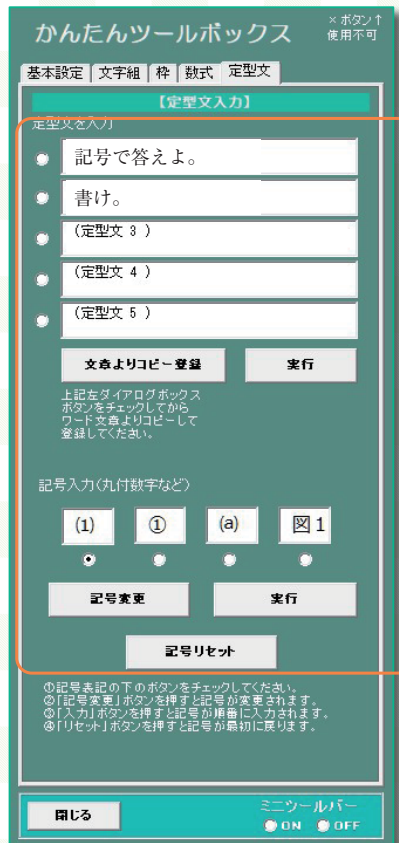 かんたんツールボックス
×ボタン↑
使用不可
基本設定 文字組 枠 数式 定型文
【定型文入力】
定型文を入力
記号で答えよ。
書け。
(定型文 3 )
(定型文 4 )
(定型文 5 )
文章よりコピー登録 実行
上記左ダイアログボックス
ボタンをチェックしてから
ワード文章よりコピーして
登録してください。
記号入力(丸付数字など)
(1) ① (a) 図1
記号変更 実行
記号リセット
①記号表記の下のボタンをチェックしてください。
②「記号変更」ボタンを押すと記号が変更されます。
③「入力」ボタンを押すと記号が順番に入力されます。
④「リセット」ボタンを押すと記号が最初に戻ります。
閉じる
ミニツールバー
ON OFF